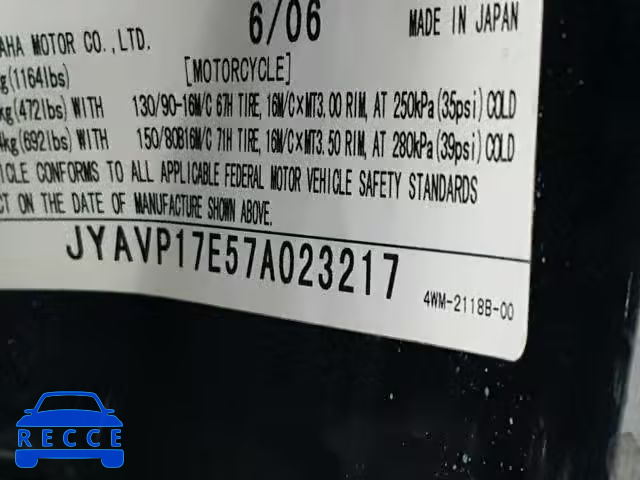 6/06
MADE IN JAPAN
AHA MOTOR CO., LTD.
g(1164lbs)
[MOTORCYCLE]
kg(472lbs) WITH 130/90-16M/C 67H TIRE, 16M/C×MT3.00 RIM, AT 250kPa(35psi) COLD
4kg(692lbs) WITH 150/80B16M/C 71H TIRE, 16M/C×MT3.50 RIM, AT 280kPa(39psi) COLD
ICLE CONFORMS TO ALL APPLICABLE FEDERAL MOTOR VEHICLE SAFETY STANDARDS
CT ON THE DATE OF MANUFACTURE SHOWN ABOVE.
JYAVP17E57A023217
4WM-2118B-00
RECCE